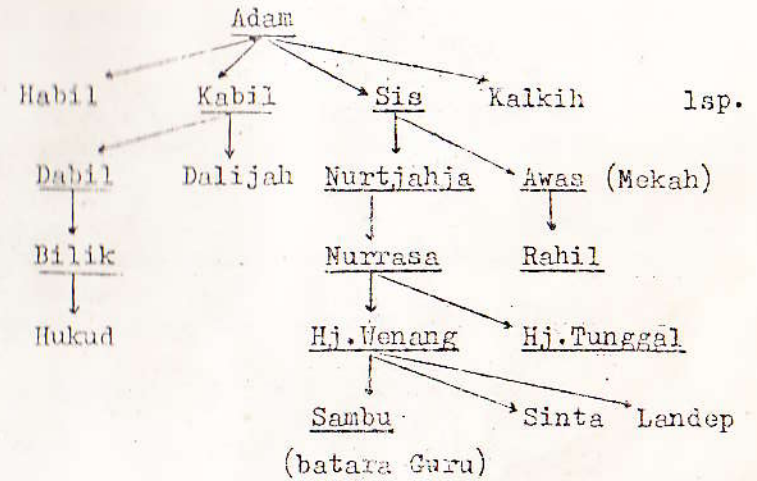 Adam
Habil Kabil Sis Kalkih lsp.
Dabil Dalijah Nurtjahja Awas (Mekah)
Bilik Nurrasa Rahil
Hukud Hj.Wenang Hj.Tunggal
Sambu Sinta Landep
(batara Guru)